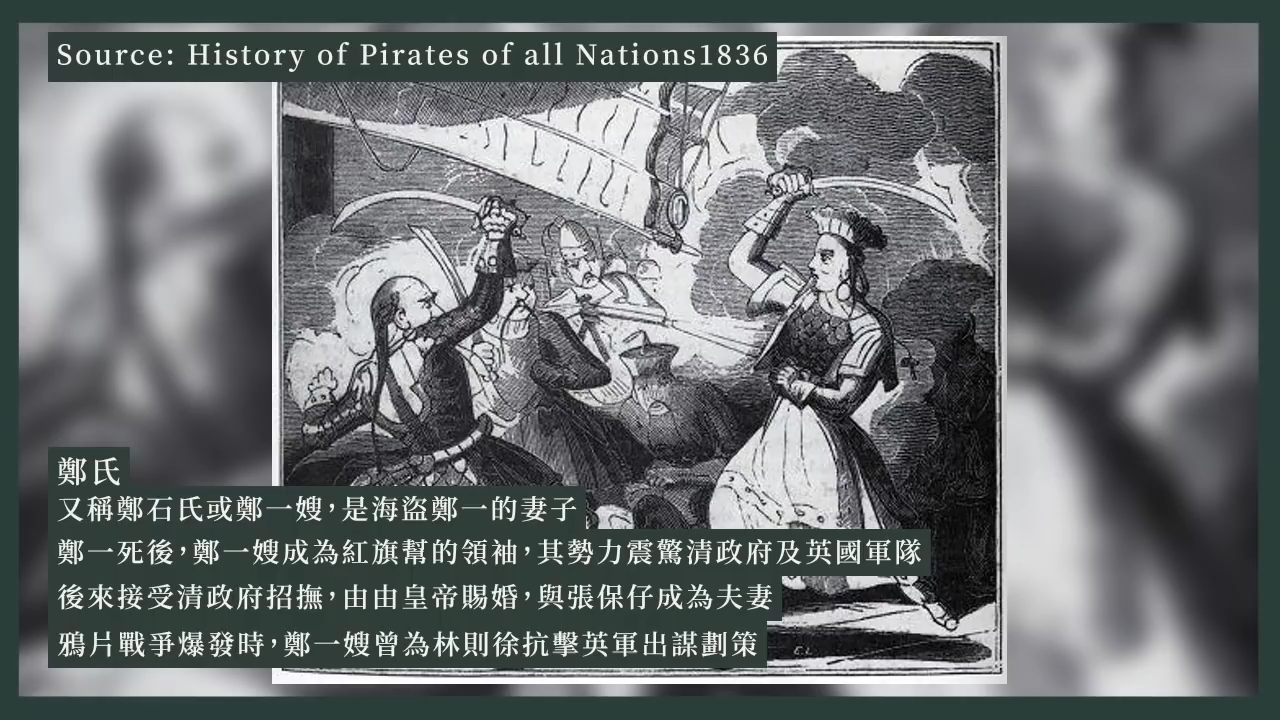 Source: History of Pirates of all Nations1836
鄭氏
又稱鄭石氏或鄭一嫂，是海盜鄭一的妻子
鄭一死後，鄭一嫂成為紅旗幫的領袖，其勢力震驚清政府及英國軍隊
後來接受清政府招撫，由由皇帝賜婚，與張保仔成為夫妻
鴉片戰爭爆發時，鄭一嫂曾為林則徐抗擊英軍出謀劃策
E.L